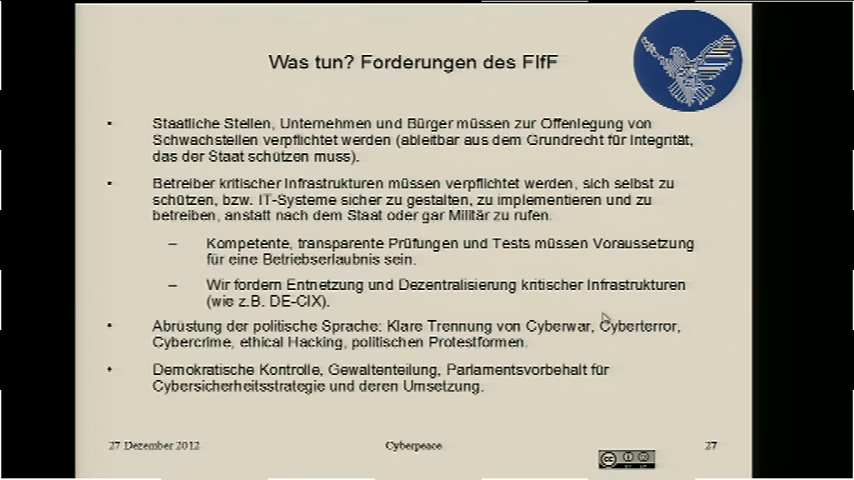 Was tun? Forderungen des FIfF
• Staatliche Stellen, Unternehmen und Bürger müssen zur Offenlegung von
Schwachstellen verpflichtet werden (ableitbar aus dem Grundrecht für Integrität,
das der Staat schützen muss).
• Betreiber kritischer Infrastrukturen müssen verpflichtet werden, sich selbst zu
schützen, bzw. IT-Systeme sicher zu gestalten, zu implementieren und zu
betreiben, anstatt nach dem Staat oder gar Militär zu rufen.
– Kompetente, transparente Prüfungen und Tests müssen Voraussetzung
für eine Betriebserlaubnis sein.
– Wir fordern Entnetzung und Dezentralisierung kritischer Infrastrukturen
(wie z.B. DE-CIX).
• Abrüstung der politische Sprache: Klare Trennung von Cyberwar, Cyberterror,
Cybercrime, ethical Hacking, politischen Protestformen.
• Demokratische Kontrolle, Gewaltenteilung, Parlamentsvorbehalt für
Cybersicherheitsstrategie und deren Umsetzung.
27 Dezember 2012 Cyberpeace 27
cc